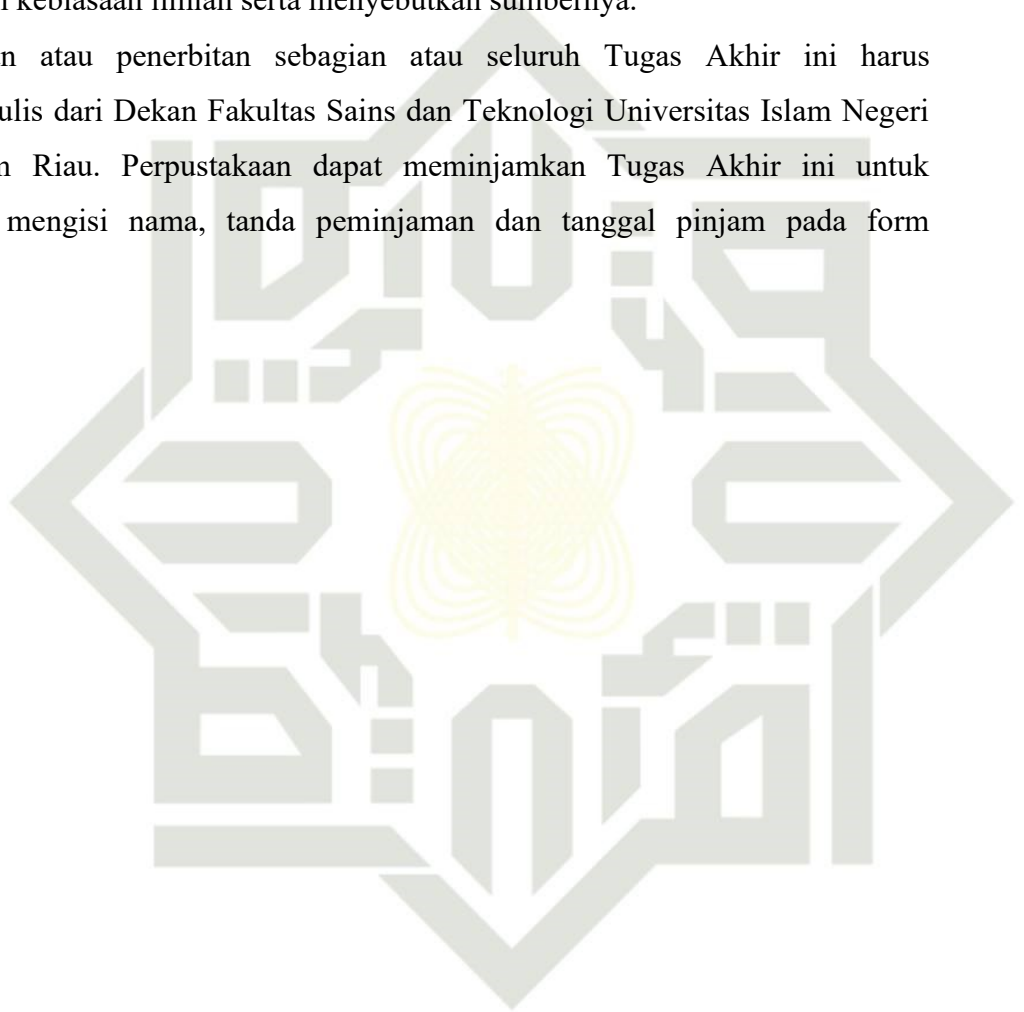 kebiasaan ilmiah serta menyebutkan sumbernya.
atau penerbitan sebagian atau seluruh Tugas Akhir ini harus
ulis dari Dekan Fakultas Sains dan Teknologi Universitas Islam Negeri
n Riau. Perpustakaan dapat meminjamkan Tugas Akhir ini untuk
mengisi nama, tanda peminjaman dan tanggal pinjam pada form